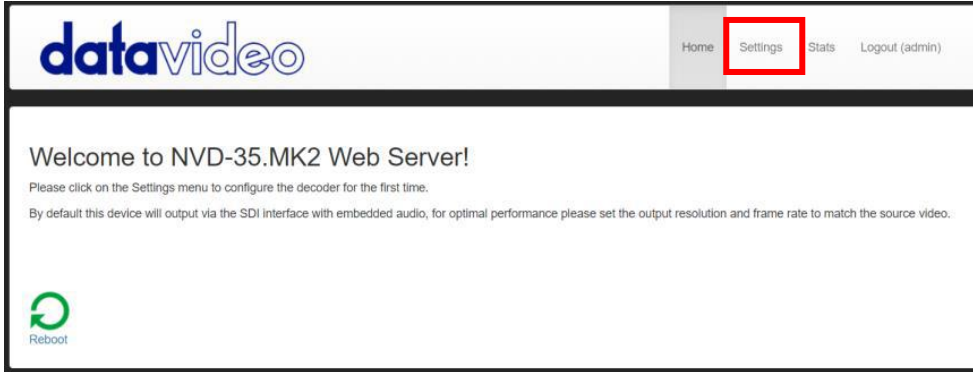 datavideo
Home Settings Stats Logout (admin)
Welcome to NVD-35.MK2 Web Server!
Please click on the Settings menu to configure the decoder for the first time.
By default this device will output via the SDI interface with embedded audio, for optimal performance please set the output resolution and frame rate to match the source video.
Reboot